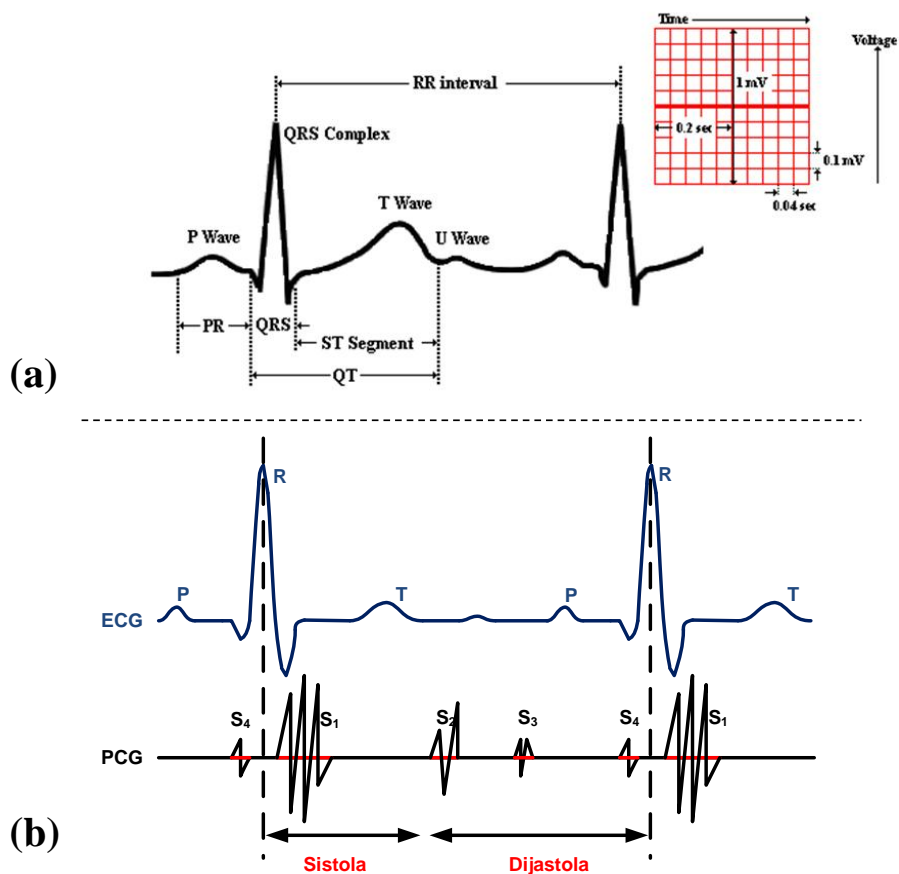 Time
Voltage
1 mV
0.2 sec
0.1 mV
0.04 sec
RR interval
QRS Complex
T Wave
P Wave
U Wave
PR
QRS
ST Segment
QT
(a)
R
R
P
T
P
T
ECG
S4
S1
S2
S3
S4
S1
PCG
(b)
Sistola
Dijastola